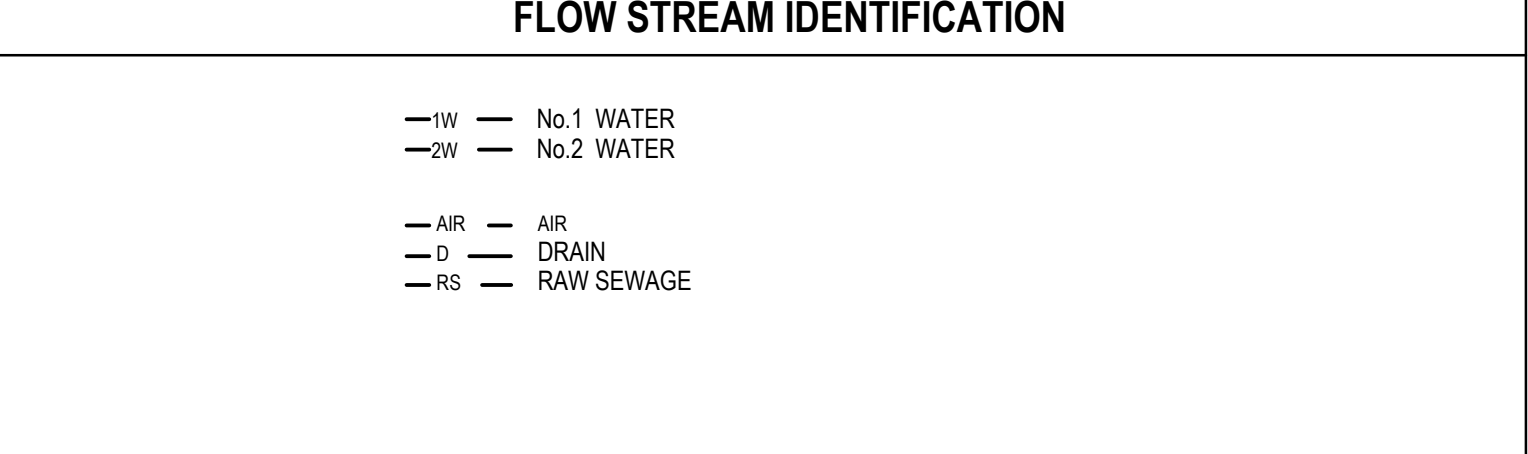 FLOW STREAM IDENTIFICATION
1W No.1 WATER
2W No.2 WATER
AIR AIR
D DRAIN
RS RAW SEWAGE